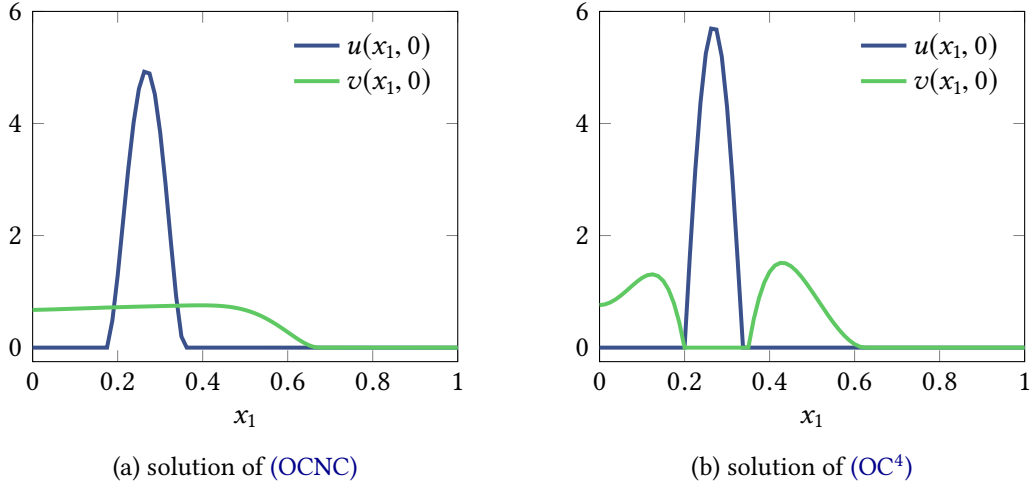 6
4
2
0
0 0.2 0.4 0.6 0.8 1
x₁
u(x₁, 0)
v(x₁, 0)
(a) solution of (OCNC)
6
4
2
0
0 0.2 0.4 0.6 0.8 1
x₁
u(x₁, 0)
v(x₁, 0)
(b) solution of (OC⁴)